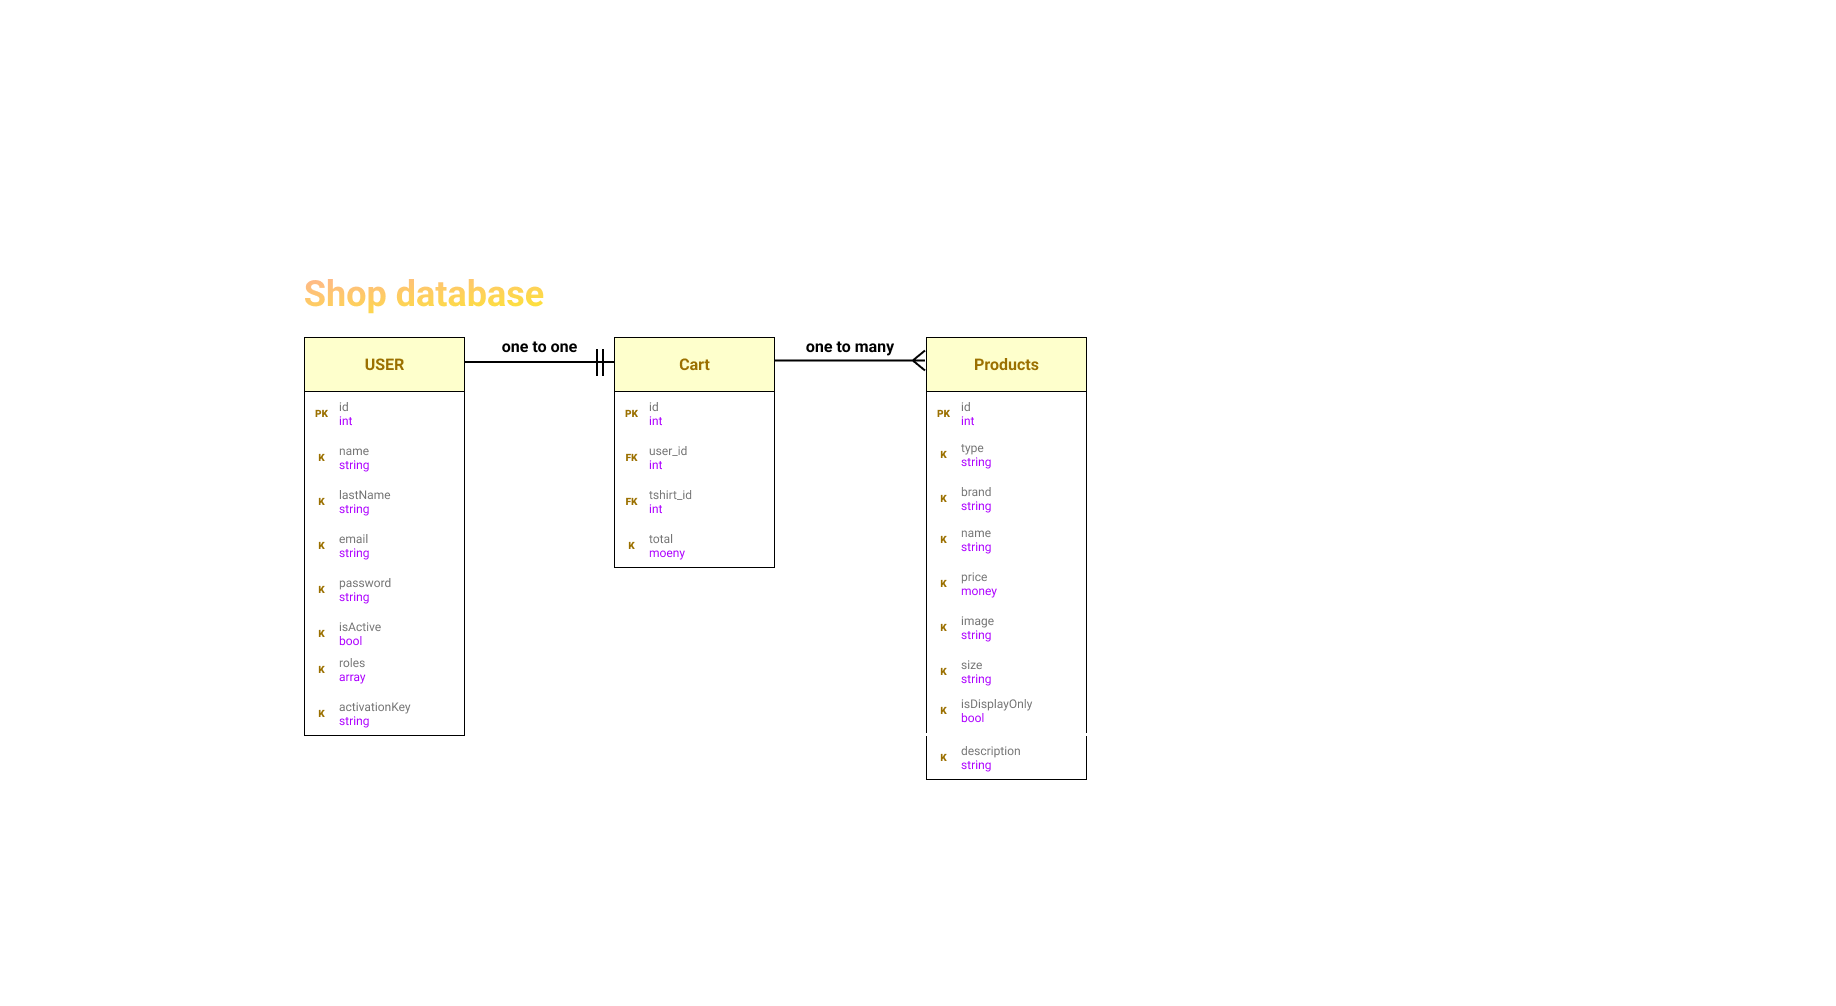 Shop database
one to one
one to many
USER
Cart
Products
PK id
int
K name
string
K lastName
string
K email
string
K password
string
K isActive
bool
K roles
array
K activationKey
string
PK id
int
FK user_id
int
FK tshirt_id
int
K total
moeny
PK id
int
K type
string
K brand
string
K name
string
K price
money
K image
string
K size
string
K isDisplayOnly
bool
K description
string